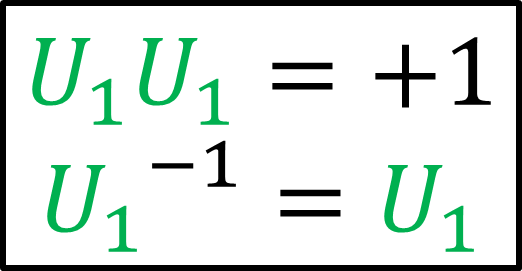 U₁U₁ = +1
U₁⁻¹ = U₁